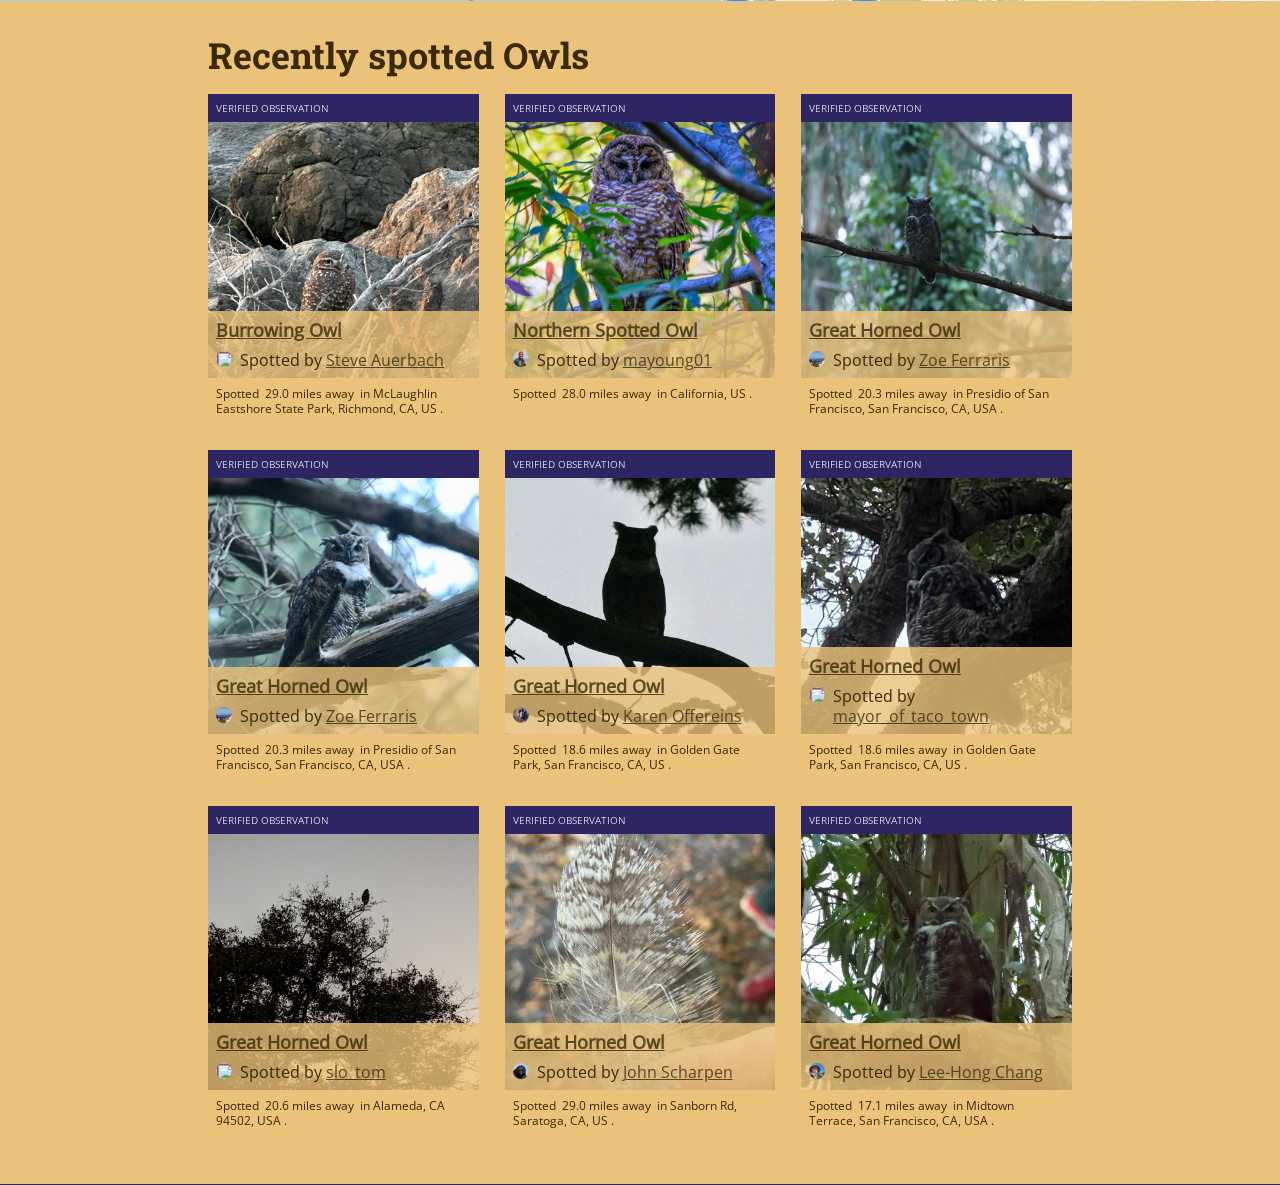 Recently spotted Owls
VERIFIED OBSERVATION
Burrowing Owl
Spotted by Steve Auerbach
Spotted 29.0 miles away in McLaughlin
Eastshore State Park, Richmond, CA, US .
VERIFIED OBSERVATION
Northern Spotted Owl
Spotted by mayoung01
Spotted 28.0 miles away in California, US .
VERIFIED OBSERVATION
Great Horned Owl
Spotted by Zoe Ferraris
Spotted 20.3 miles away in Presidio of San
Francisco, San Francisco, CA, USA .
VERIFIED OBSERVATION
Great Horned Owl
Spotted by Zoe Ferraris
Spotted 20.3 miles away in Presidio of San
Francisco, San Francisco, CA, USA .
VERIFIED OBSERVATION
Great Horned Owl
Spotted by Karen Offereins
Spotted 18.6 miles away in Golden Gate
Park, San Francisco, CA, US .
VERIFIED OBSERVATION
Great Horned Owl
Spotted by
mayor_of_taco_town
Spotted 18.6 miles away in Golden Gate
Park, San Francisco, CA, US .
VERIFIED OBSERVATION
Great Horned Owl
Spotted by slo_tom
Spotted 20.6 miles away in Alameda, CA
94502, USA .
VERIFIED OBSERVATION
Great Horned Owl
Spotted by John Scharpen
Spotted 29.0 miles away in Sanborn Rd,
Saratoga, CA, US .
VERIFIED OBSERVATION
Great Horned Owl
Spotted by Lee-Hong Chang
Spotted 17.1 miles away in Midtown
Terrace, San Francisco, CA, USA .